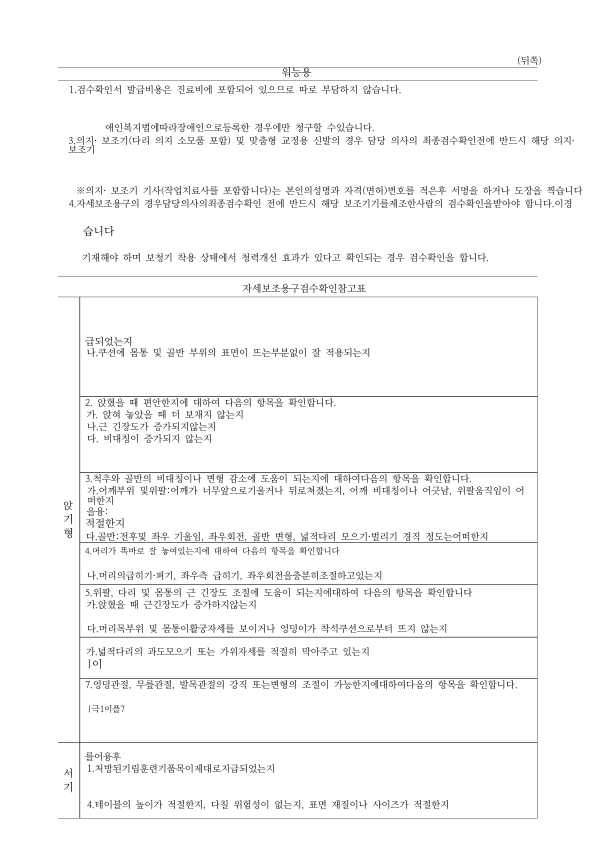 (뒤쪽)
워능용
1.검수확인서 발급비용은 진료비에 포함되어 있으므로 따로 부담하지 않습니다.
애인복지법에따라장애인으로등록한 경우에만 청구할 수있습니다.
3.의지· 보조기(다리 의지 소모품 포함) 및 맞춤형 교정용 신발의 경우 담당 의사의 최종검수확인전에 반드시 해당 의지·
보조기
※의지· 보조기 기사(작업치료사를 포함합니다)는 본인의성명과 자격(면허)번호를 적은후 서명을 하거나 도장을 찍습니다
4.자세보조용구의 경우담당의사의최종검수확인 전에 반드시 해당 보조기기를제조한사람의 검수확인을받아야 합니다.이경
습니다
기재해야 하며 보청기 착용 상태에서 청력개선 효과가 있다고 확인되는 경우 검수확인을 합니다.
자세보조용구검수확인참고표
급되었는지
나.쿠션에 몸통 및 골반 부위의 표면이 뜨는부분없이 잘 적용되는지
2. 앉혔을 때 편안한지에 대하여 다음의 항목을 확인합니다.
가. 앉혀 놓았을 때 더 보채지 않는지
나.근 긴장도가 증가되지않는지
다. 비대칭이 증가되지 않는지
앉기형
3.척추와 골반의 비대칭이나 변형 감소에 도움이 되는지에 대하여다음의 항목을 확인합니다.
가.어깨부위 및위팔:어깨가 너무앞으로기울거나 뒤로쳐졌는지, 어깨 비대칭이나 어긋남, 위팔움직임이 어
떠한지
을용:
적절한지
다.골반:전후및 좌우 기울임, 좌우회전, 골반 변형, 넓적다리 모으기·벌리기 경직 정도는어떠한지
4.머리가 똑바로 잘 놓여있는지에 대하여 다음의 항목을 확인합니다
나.머리의굽히기·펴기, 좌우측 굽히기, 좌우회전을충분히조절하고있는지
5.위팔, 다리 및 몸통의 근 긴장도 조절에 도움이 되는지에대하여 다음의 항목을 확인합니다
가.앉혔을 때 근긴장도가 증가하지않는지
다.머리목부위 및 몸통이활궁자세를 보이거나 엉덩이가 착석쿠션으로부터 뜨지 않는지
가.넓적다리의 과도모으기 또는 가위자세를 적절히 막아주고 있는지
|이
7.엉덩관절, 무릎관절, 발목관절의 강직 또는변형의 조절이 가능한지에대하여다음의 항목을 확인합니다.
|극1이플7
서기
를어용후
1.처방된기립훈련기품목이제대로지급되었는지
4.테이블의 높이가 적절한지, 다칠 위험성이 없는지, 표면 재질이나 사이즈가 적절한지